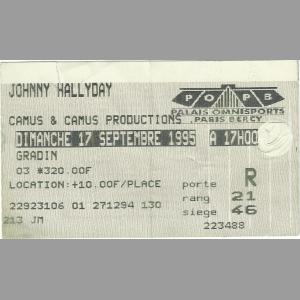 JOHNNY HALLYDAY
POPB
PALAIS OMNISPORTS
PARIS BERCY
CAMUS & CAMUS PRODUCTIONS
DIMANCHE 17 SEPTEMBRE 1995 A 17H00
GRADIN
03 *320.00F
LOCATION:+10.00F/PLACE
porte R
rang 21
siege 46
22923106 01 271294 130
213 JM
223488